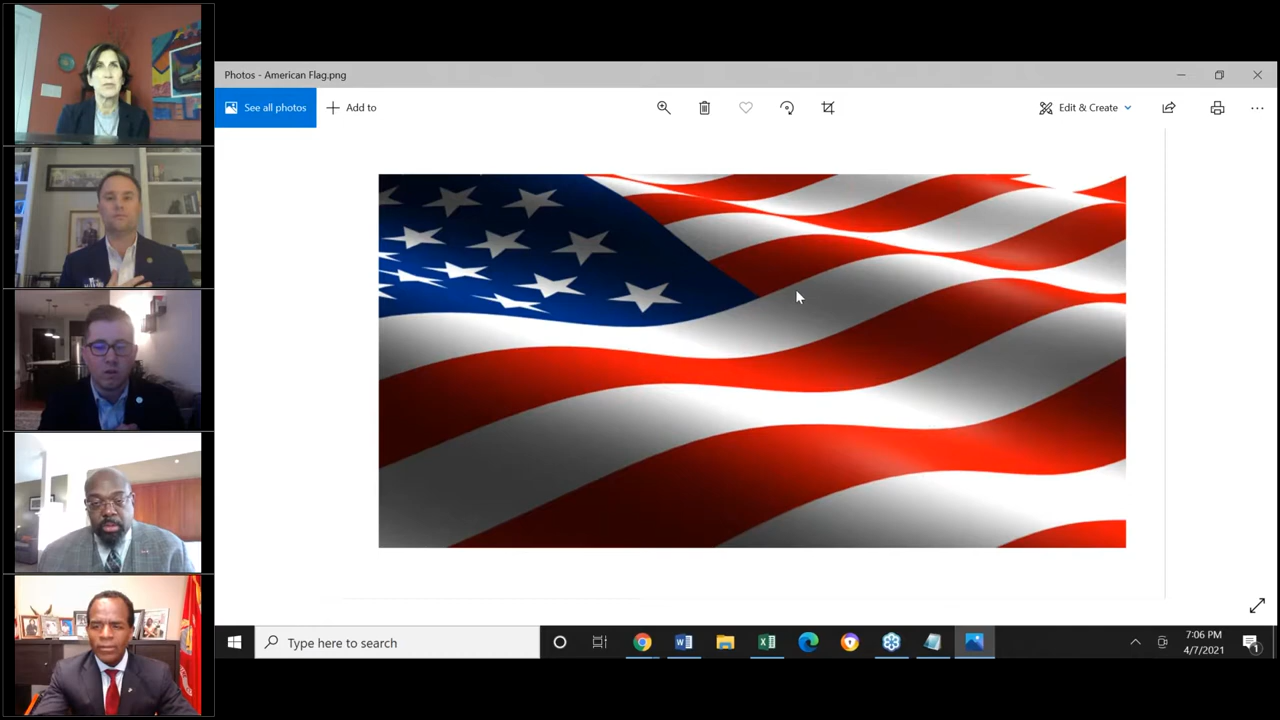 Photos - American Flag.png
See all photos
Add to
Edit & Create
Type here to search
7:06 PM
4/7/2021
1